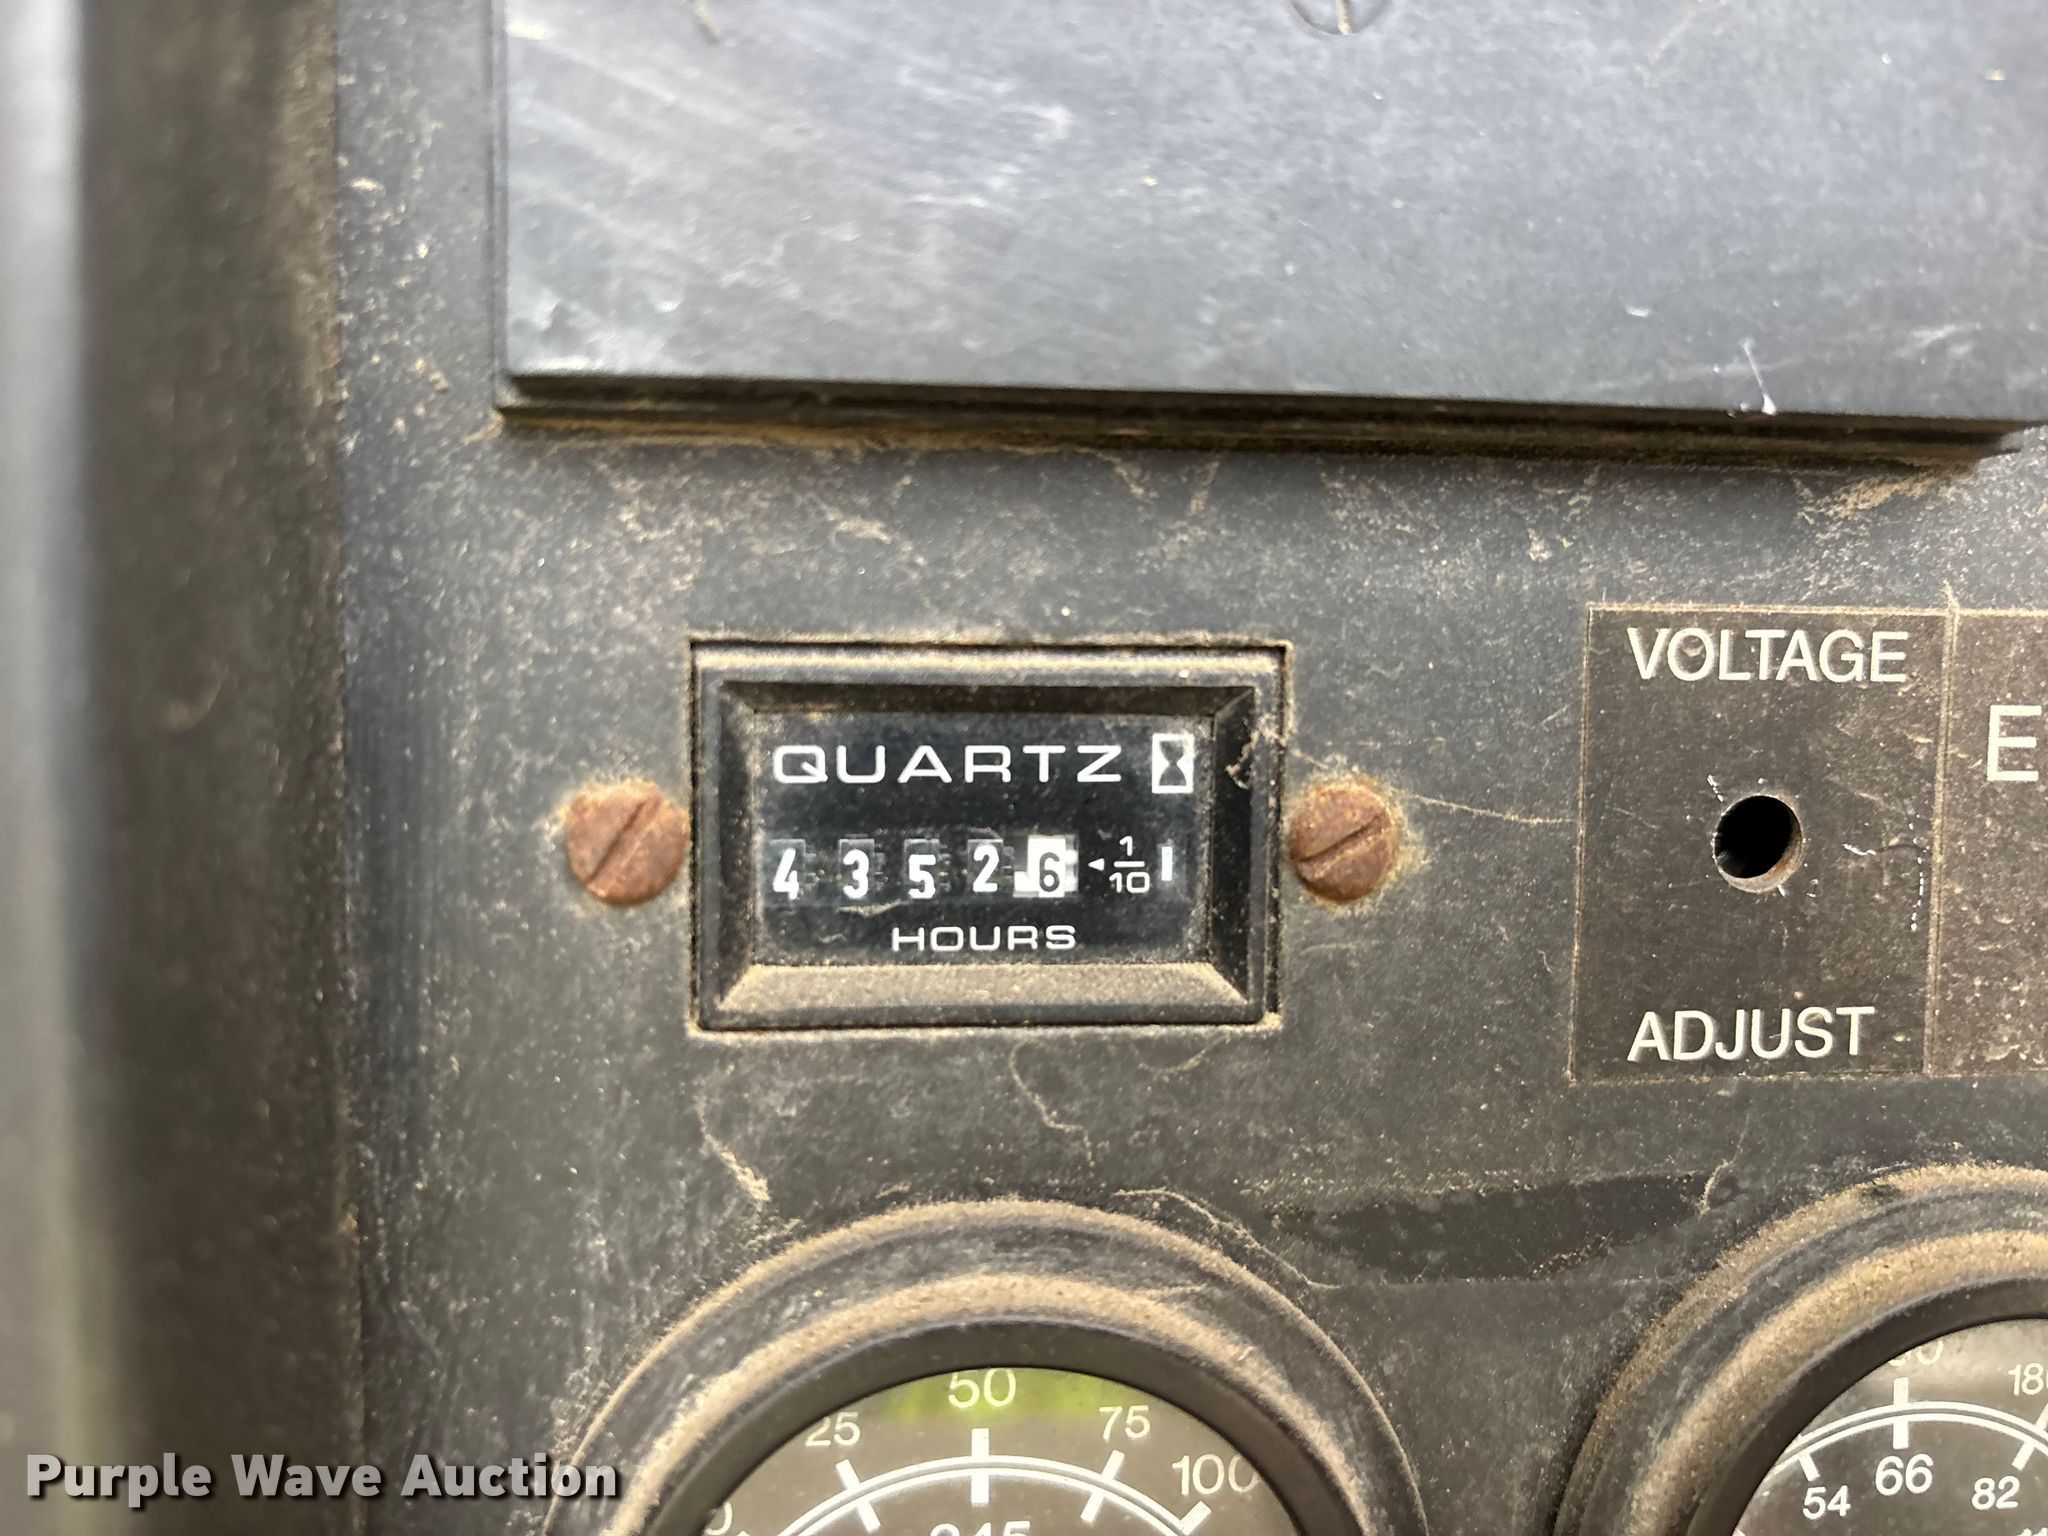 QUARTZ
4 3 5 2 .6 1/10
HOURS
VOLTAGE
ADJUST
E
25 50 75 100
54 66 82
180
Purple Wave Auction